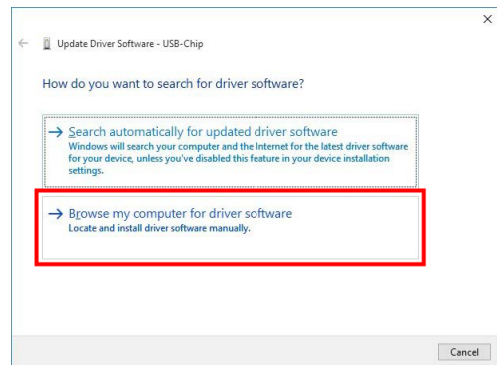 Update Driver Software - USB-Chip
How do you want to search for driver software?
Search automatically for updated driver software
Windows will search your computer and the Internet for the latest driver software
for your device, unless you've disabled this feature in your device installation
settings.
Browse my computer for driver software
Locate and install driver software manually.
Cancel